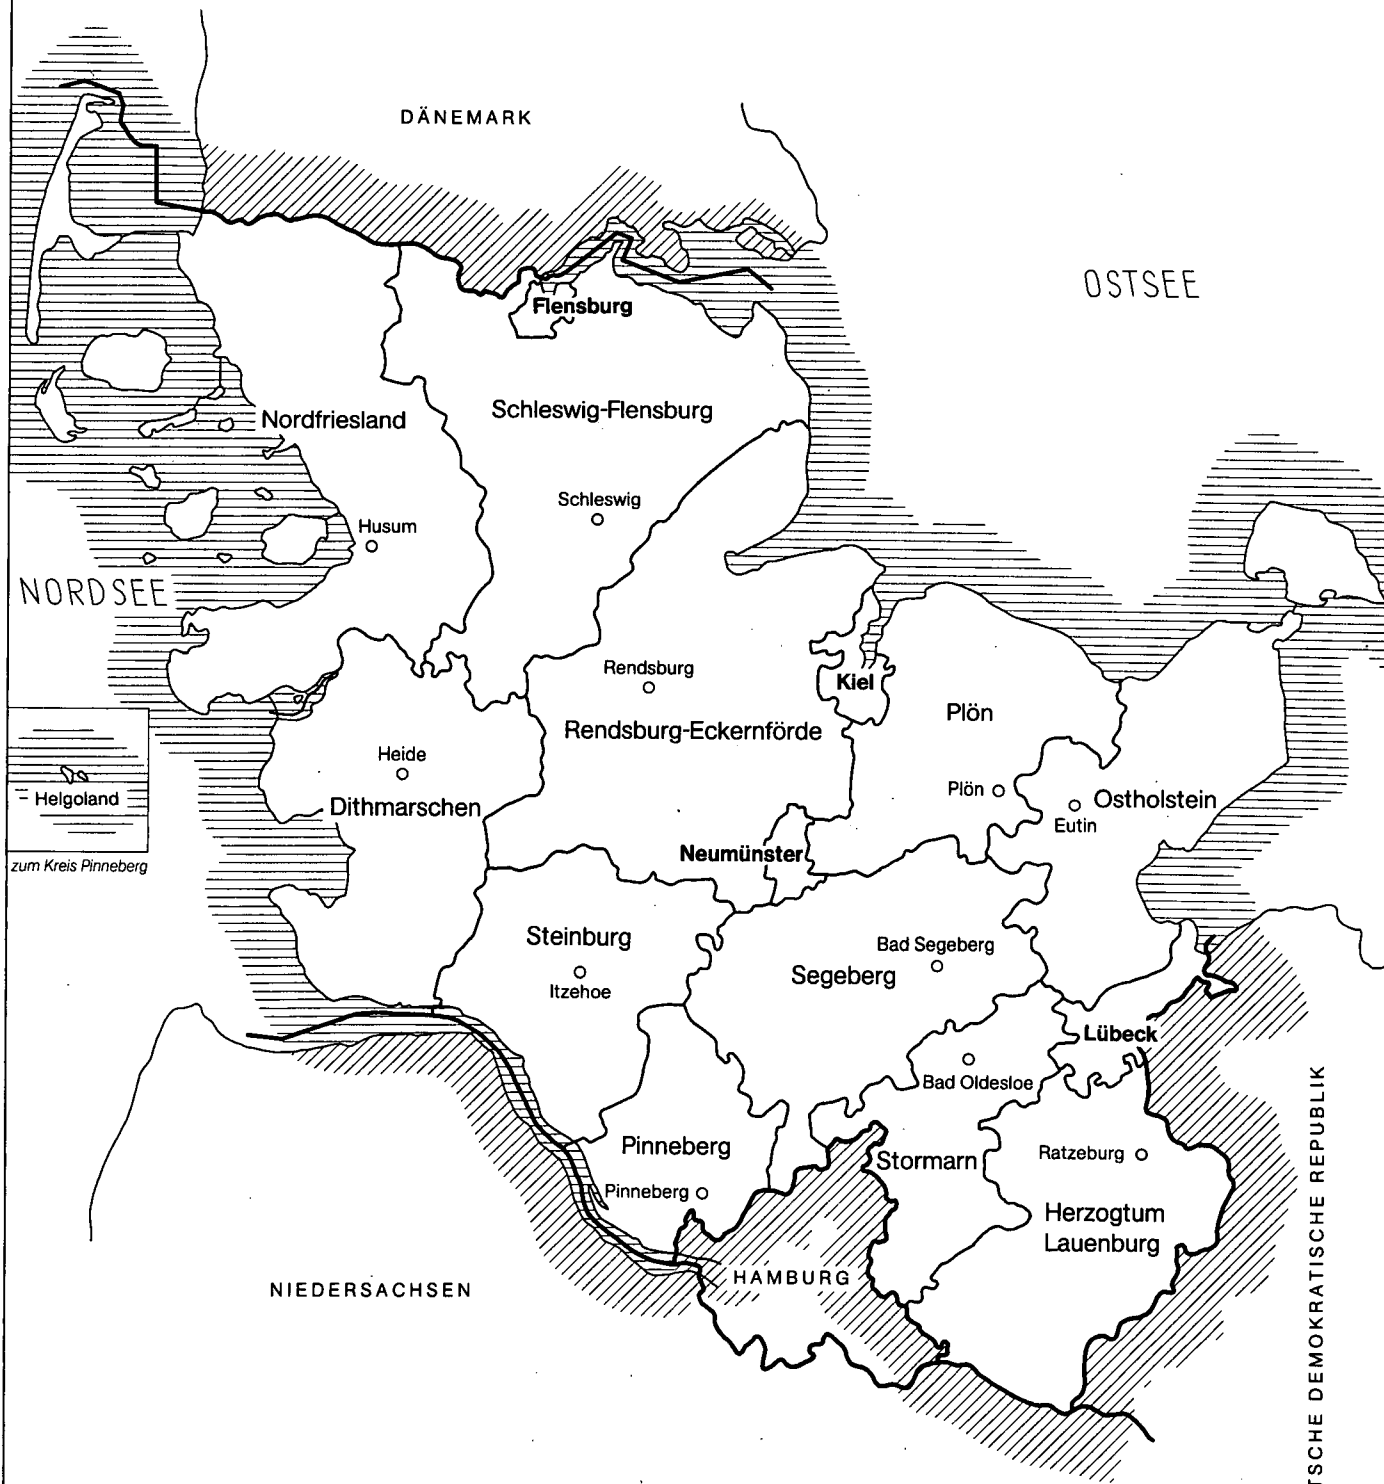 DÄNEMARK
OSTSEE
Flensburg
Nordfriesland
Schleswig-Flensburg
Schleswig
Husum
NORDSEE
Rendsburg
Kiel
Rendsburg-Eckernförde
Plön
Heide
Helgoland
Dithmarschen
Plön
Ostholstein
Eutin
Neumünster
zum Kreis Pinneberg
Steinburg
Itzehoe
Bad Segeberg
Segeberg
Lübeck
Bad Oldesloe
Pinneberg
Stormarn
Ratzeburg
Pinneberg
Herzogtum
Lauenburg
HAMBURG
NIEDERSACHSEN
TSCHE DEMOKRATISCHE REPUBLIK